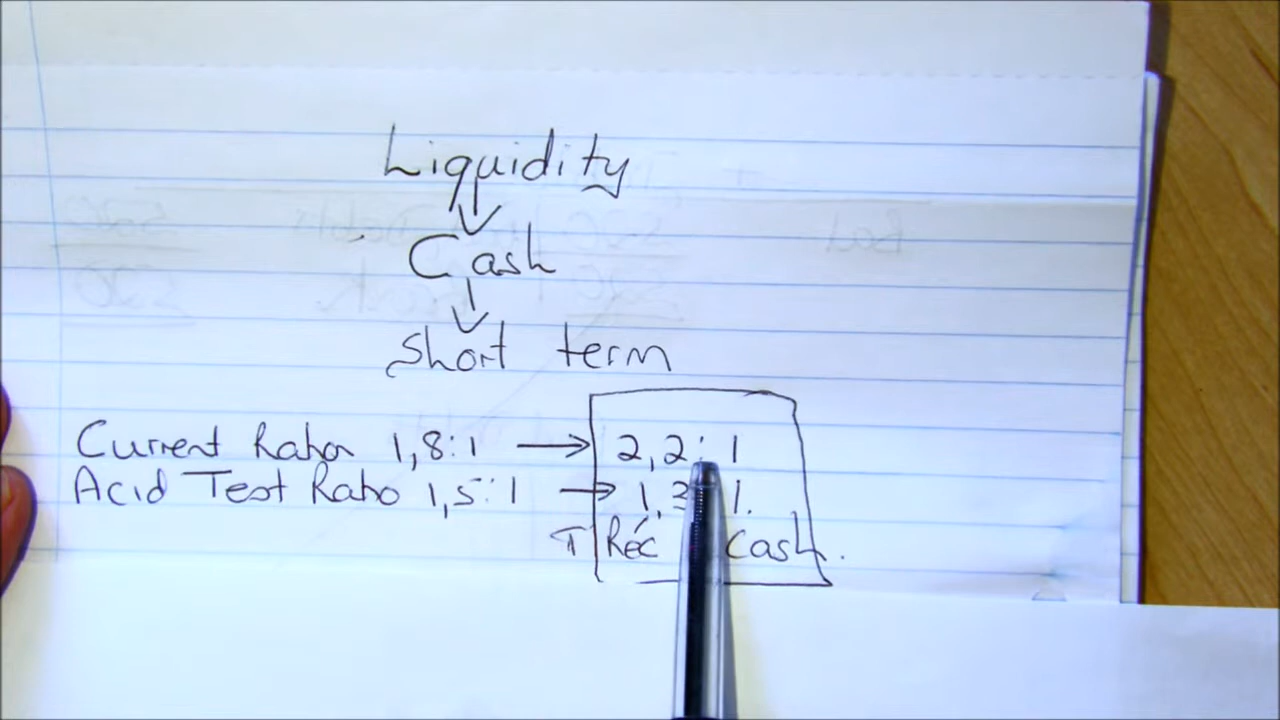 Liquidity
Cash
Short term
Current Ratio 1,8:1 → 2,2:1
Acid Test Ratio 1,5:1 → 1,3 1.
T Rec Cash.